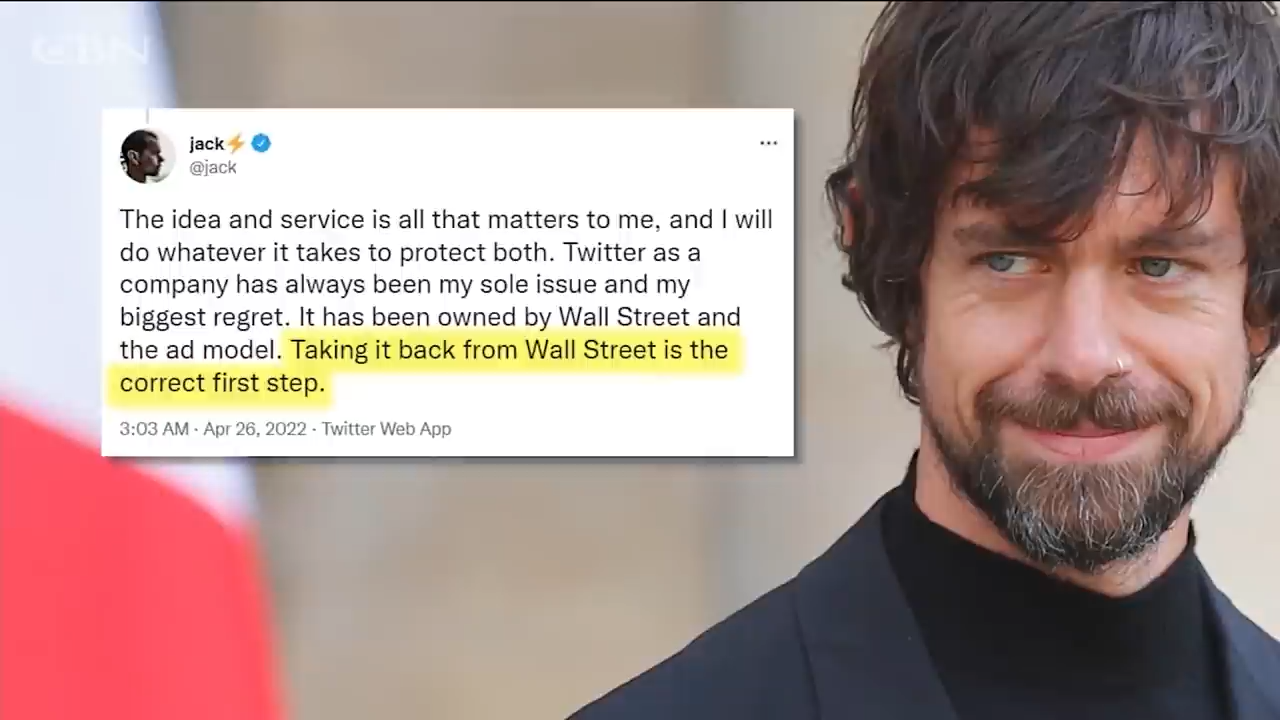 CBN
jack⚡
@jack
The idea and service is all that matters to me, and I will
do whatever it takes to protect both. Twitter as a
company has always been my sole issue and my
biggest regret. It has been owned by Wall Street and
the ad model. Taking it back from Wall Street is the
correct first step.
3:03 AM · Apr 26, 2022 · Twitter Web App